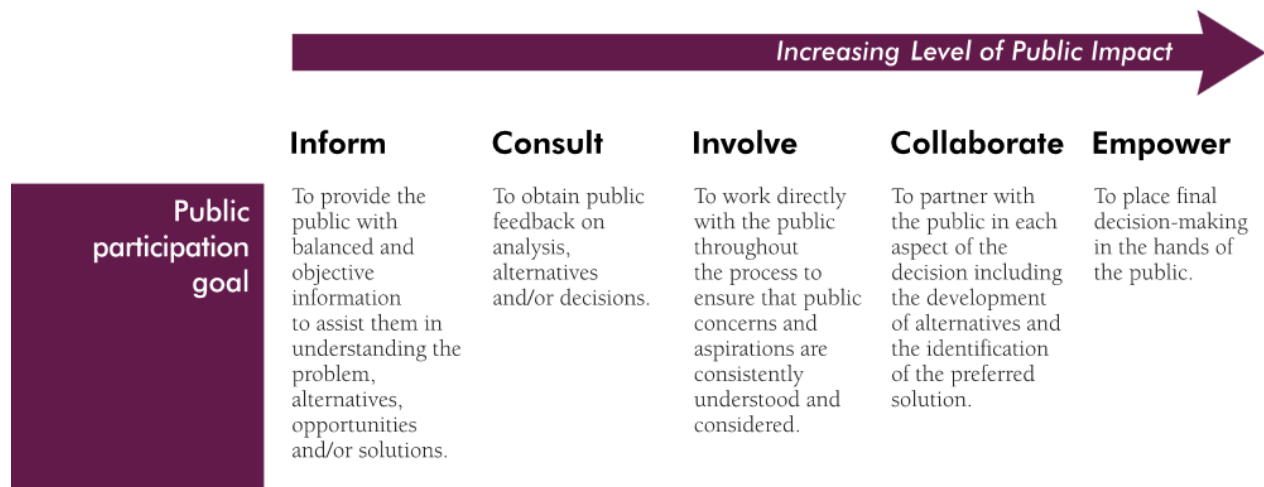 Increasing Level of Public Impact
Inform
Consult
Involve
Collaborate
Empower
Public
participation
goal
To provide the
public with
balanced and
objective
information
to assist them in
understanding the
problem,
alternatives,
opportunities
and/or solutions.
To obtain public
feedback on
analysis,
alternatives
and/or decisions.
To work directly
with the public
throughout
the process to
ensure that public
concerns and
aspirations are
consistently
understood and
considered.
To partner with
the public in each
aspect of the
decision including
the development
of alternatives and
the identification
of the preferred
solution.
To place final
decision-making
in the hands of
the public.